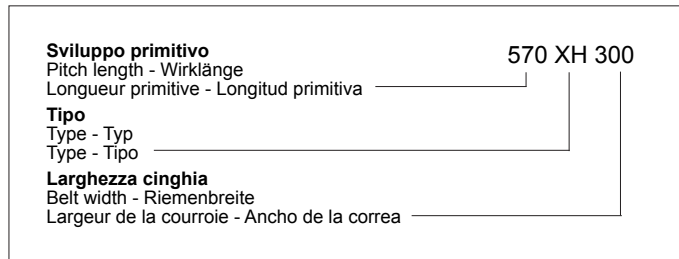 Sviluppo primitivo
570 XH 300
Pitch length - Wirklänge
Longueur primitive - Longitud primitiva
Tipo
Type - Typ
Type - Tipo
Larghezza cinghia
Belt width - Riemenbreite
Largeur de la courroie - Ancho de la correa